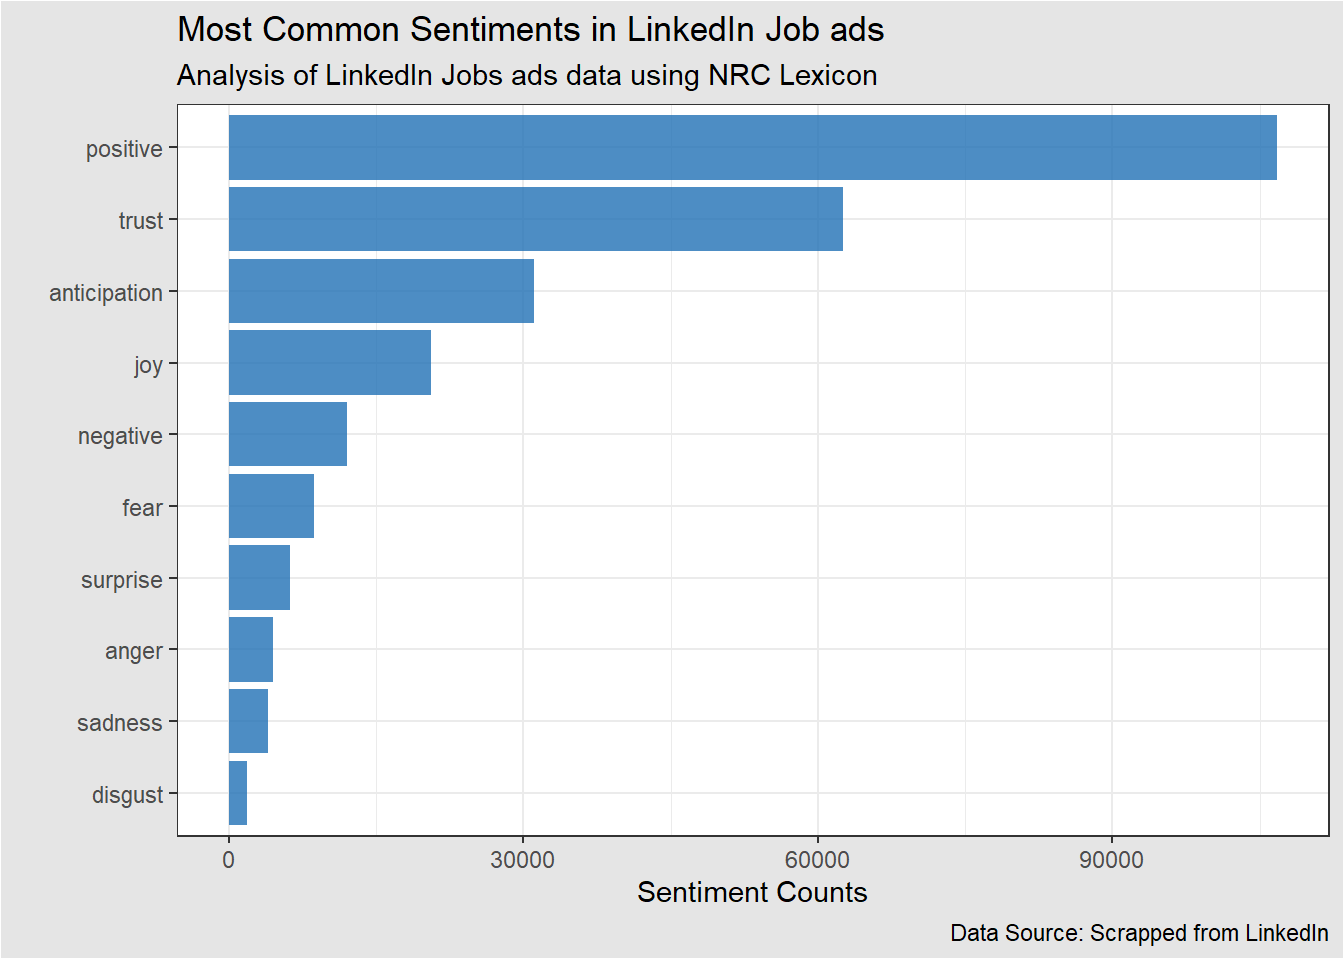 Most Common Sentiments in LinkedIn Job ads
Analysis of LinkedIn Jobs ads data using NRC Lexicon
positive
trust
anticipation
joy
negative
fear
surprise
anger
sadness
disgust
0 30000 60000 90000
Sentiment Counts
Data Source: Scrapped from LinkedIn